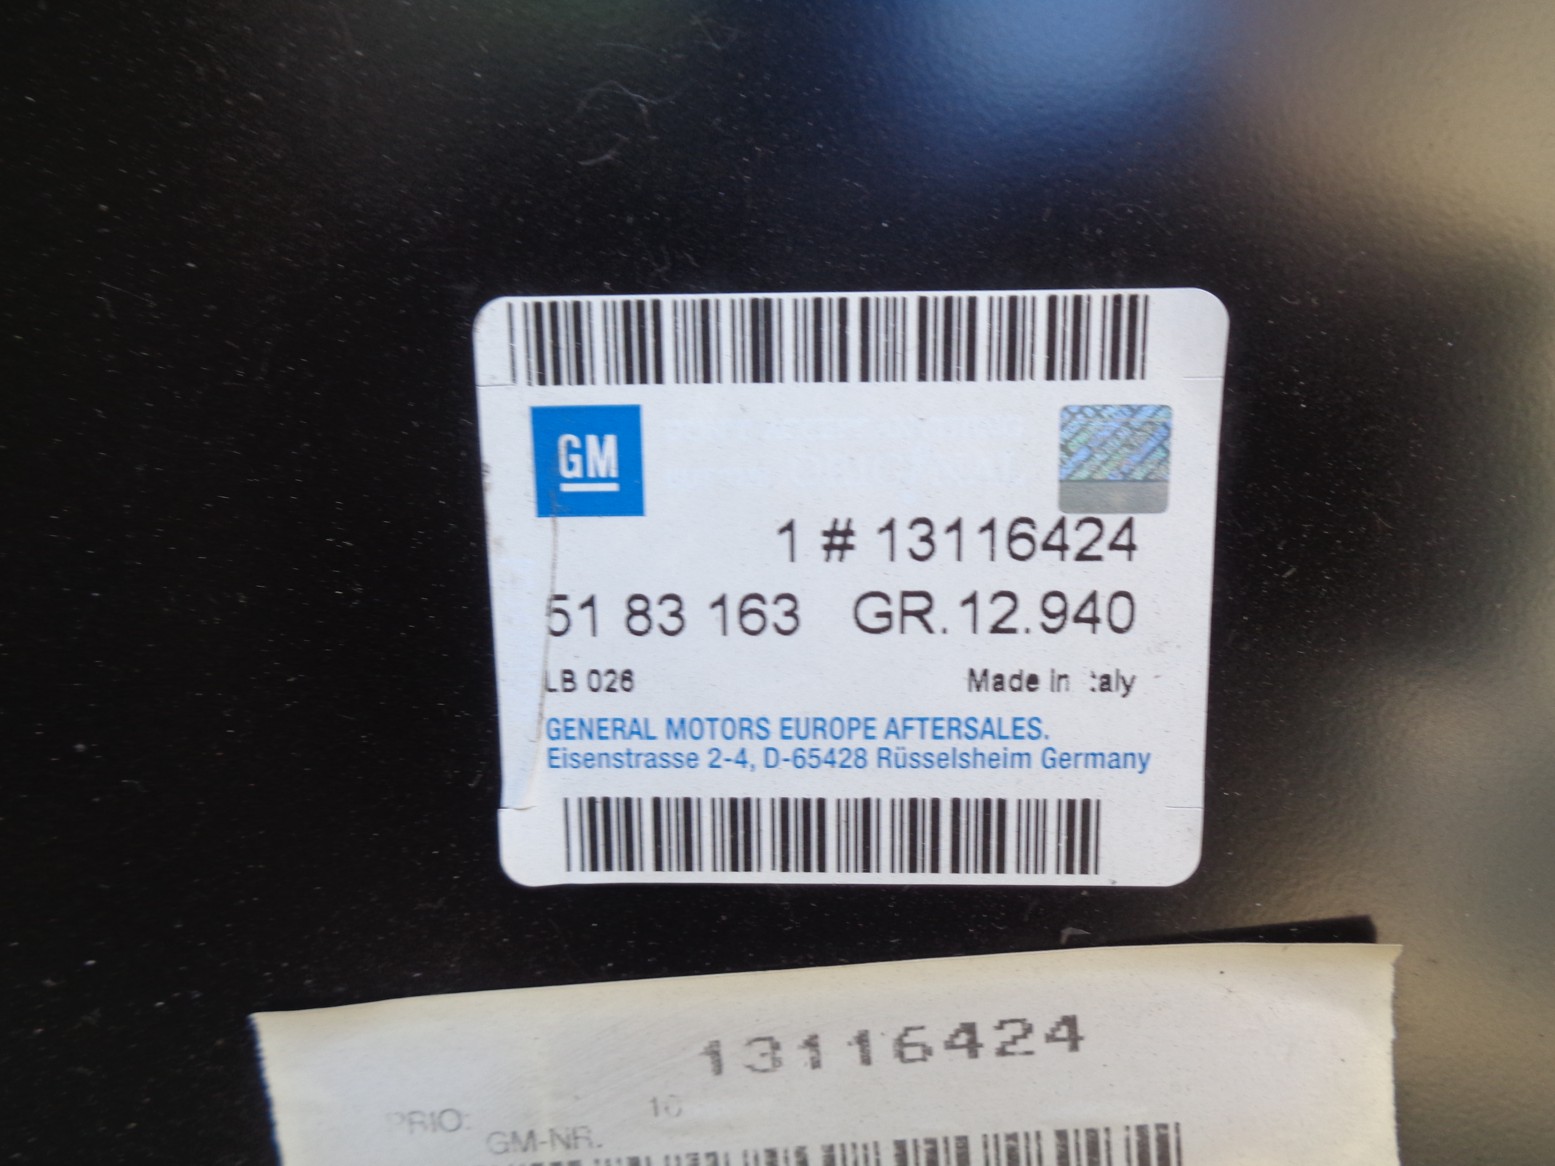 GM
1 # 13116424
51 83 163 GR.12.940
LB 026
Made in taly
GENERAL MOTORS EUROPE AFTERSALES.
Eisenstrasse 2-4, D-65428 Rüsselsheim Germany
13116424
PRIO: 16
GM-NR.